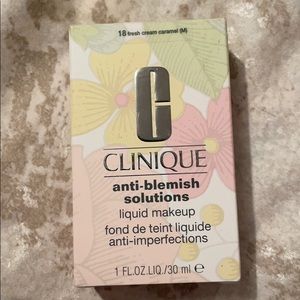 18 fresh cream caramel (M)
CLINIQUE
anti-blemish
solutions
liquid makeup
fond de teint liquide
anti-imperfections
1 FL.OZ.LIQ./30 ml ℮